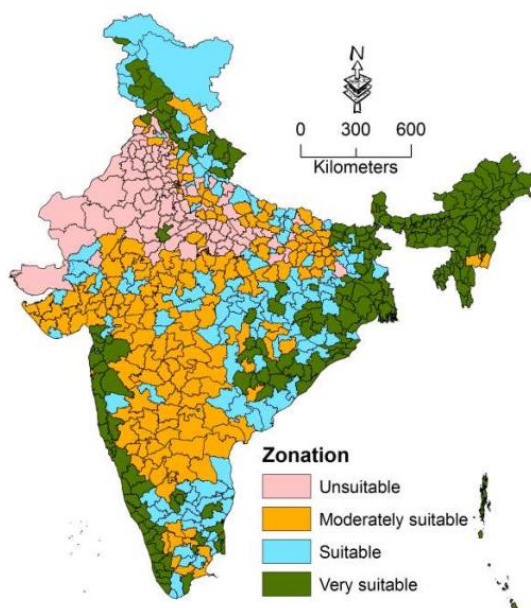 N
0 300 600
Kilometers
Zonation
Unsuitable
Moderately suitable
Suitable
Very suitable